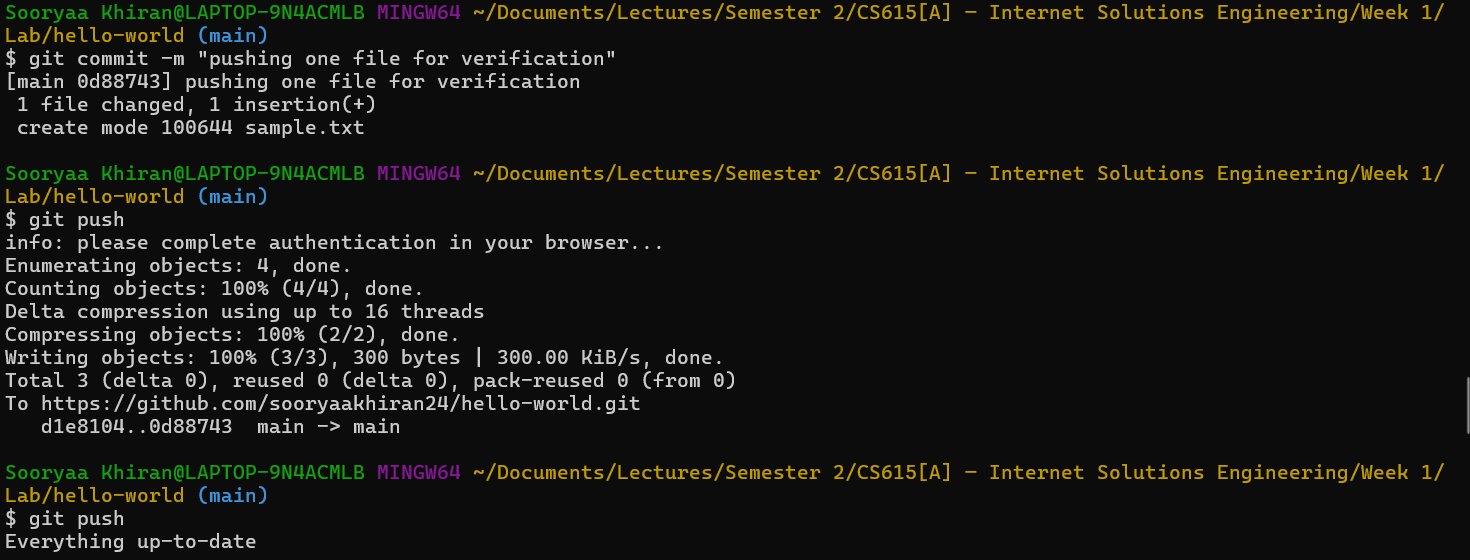 Sooryaa Khiran@LAPTOP-9N4ACMLB MINGW64 ~/Documents/Lectures/Semester 2/CS615[A] - Internet Solutions Engineering/Week 1/
Lab/hello-world (main)
$ git commit -m "pushing one file for verification"
[main 0d88743] pushing one file for verification
 1 file changed, 1 insertion(+)
 create mode 100644 sample.txt

Sooryaa Khiran@LAPTOP-9N4ACMLB MINGW64 ~/Documents/Lectures/Semester 2/CS615[A] - Internet Solutions Engineering/Week 1/
Lab/hello-world (main)
$ git push
info: please complete authentication in your browser...
Enumerating objects: 4, done.
Counting objects: 100% (4/4), done.
Delta compression using up to 16 threads
Compressing objects: 100% (2/2), done.
Writing objects: 100% (3/3), 300 bytes | 300.00 KiB/s, done.
Total 3 (delta 0), reused 0 (delta 0), pack-reused 0 (from 0)
To https://github.com/sooryaakhiran24/hello-world.git
   d1e8104..0d88743  main -> main

Sooryaa Khiran@LAPTOP-9N4ACMLB MINGW64 ~/Documents/Lectures/Semester 2/CS615[A] - Internet Solutions Engineering/Week 1/
Lab/hello-world (main)
$ git push
Everything up-to-date